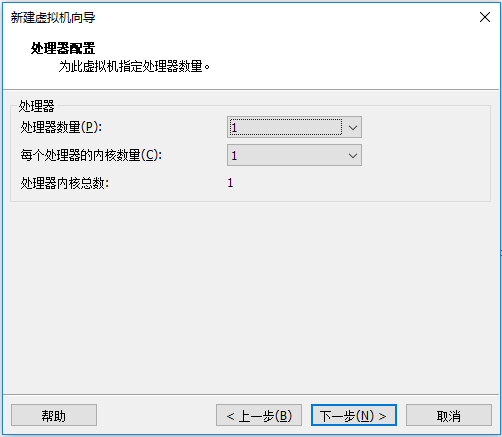 新建虚拟机向导
处理器配置
为此虚拟机指定处理器数量。
处理器
处理器数量(P): 1
每个处理器的内核数量(C): 1
处理器内核总数: 1
帮助 < 上一步(B) 下一步(N) > 取消